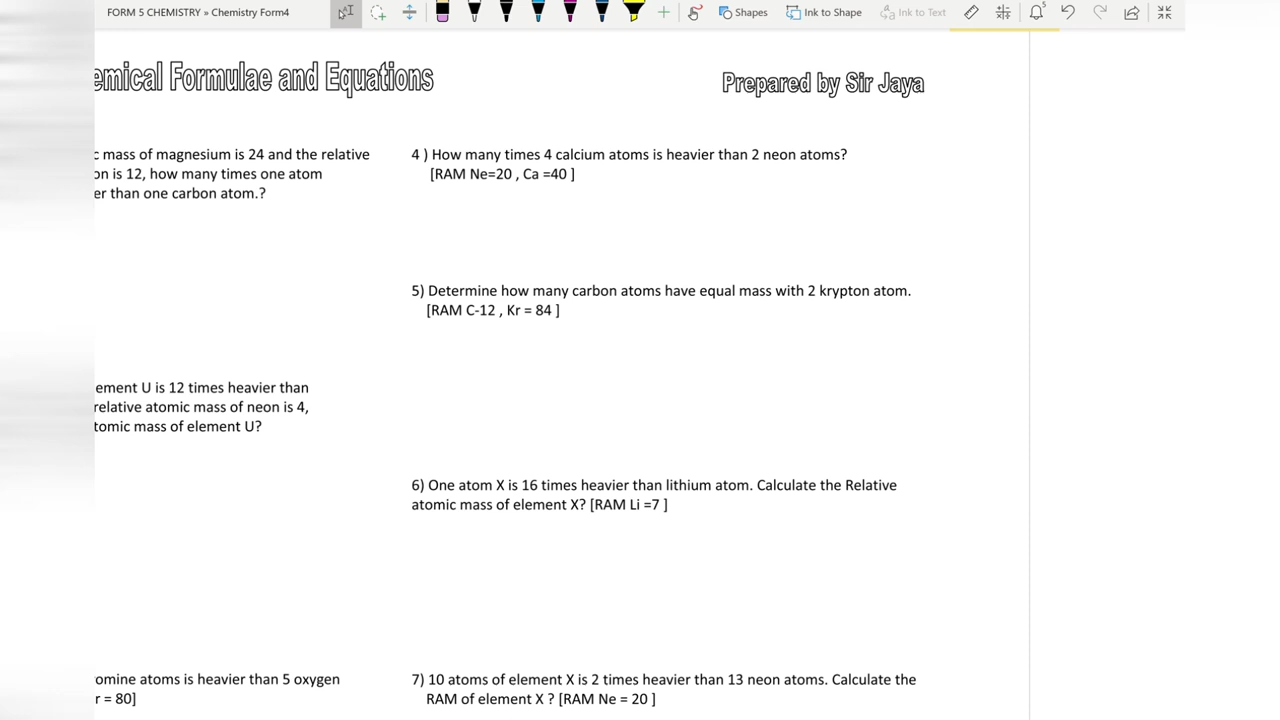 FORM 5 CHEMISTRY » Chemistry Form4
Shapes
Ink to Shape
Ink to Text
5
emical Formulae and Equations
Prepared by Sir Jaya
c mass of magnesium is 24 and the relative
on is 12, how many times one atom
er than one carbon atom.?
ement U is 12 times heavier than
relative atomic mass of neon is 4,
tomic mass of element U?
omine atoms is heavier than 5 oxygen
r = 80]
4 ) How many times 4 calcium atoms is heavier than 2 neon atoms?
[RAM Ne=20 , Ca =40 ]
5) Determine how many carbon atoms have equal mass with 2 krypton atom.
[RAM C-12 , Kr = 84 ]
6) One atom X is 16 times heavier than lithium atom. Calculate the Relative
atomic mass of element X? [RAM Li =7 ]
7) 10 atoms of element X is 2 times heavier than 13 neon atoms. Calculate the
RAM of element X ? [RAM Ne = 20 ]